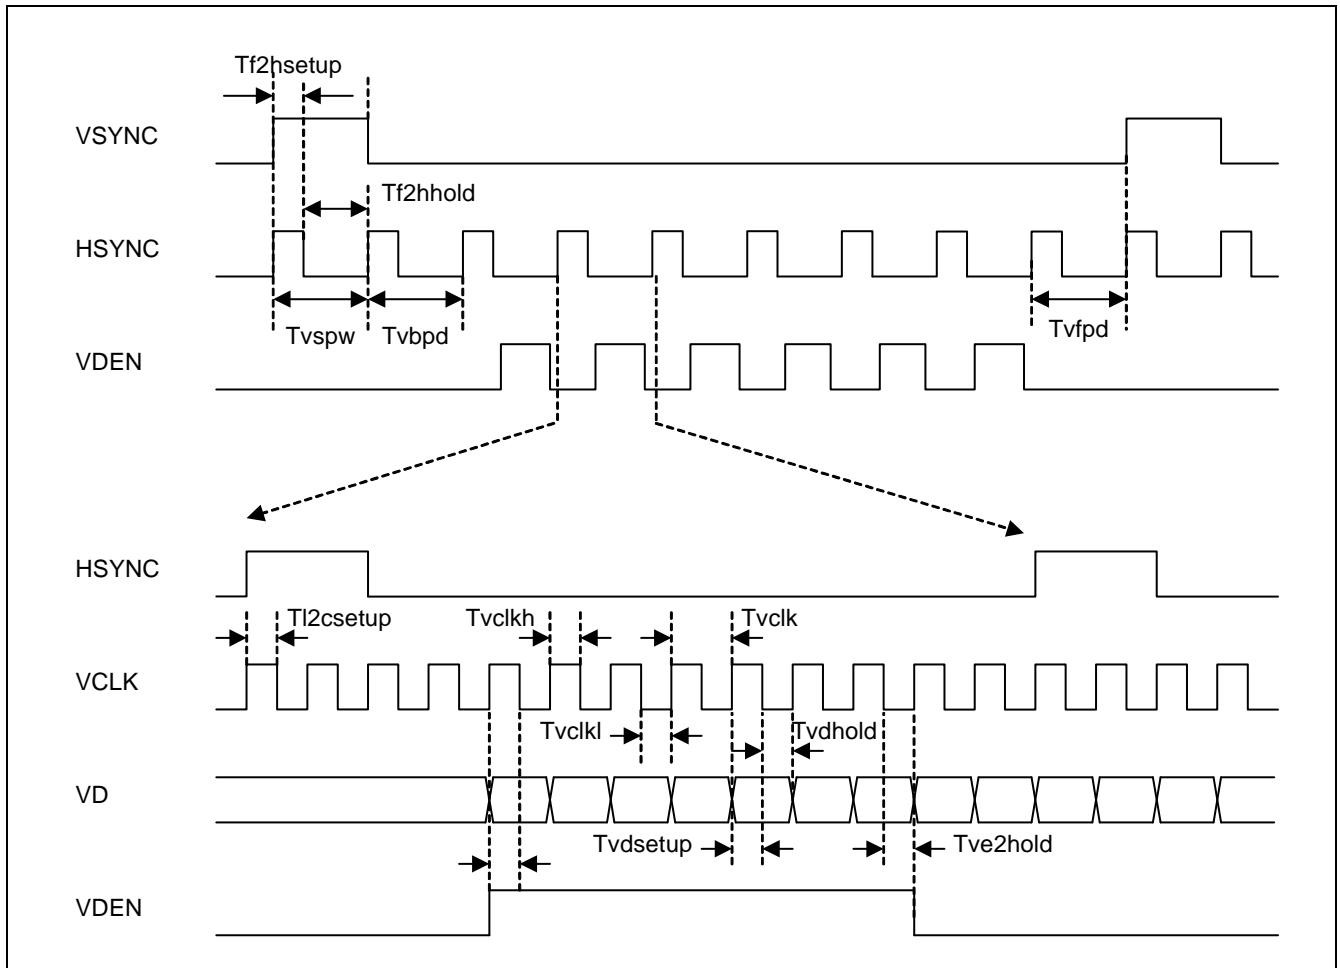 Tf2hsetup
VSYNC
Tf2hhold
HSYNC
Tvspw
Tvbpd
Tvfpd
VDEN
HSYNC
Tl2csetup
Tvclkh
Tvclk
VCLK
Tvclkl
Tvdhold
VD
Tvdsetup
Tve2hold
VDEN